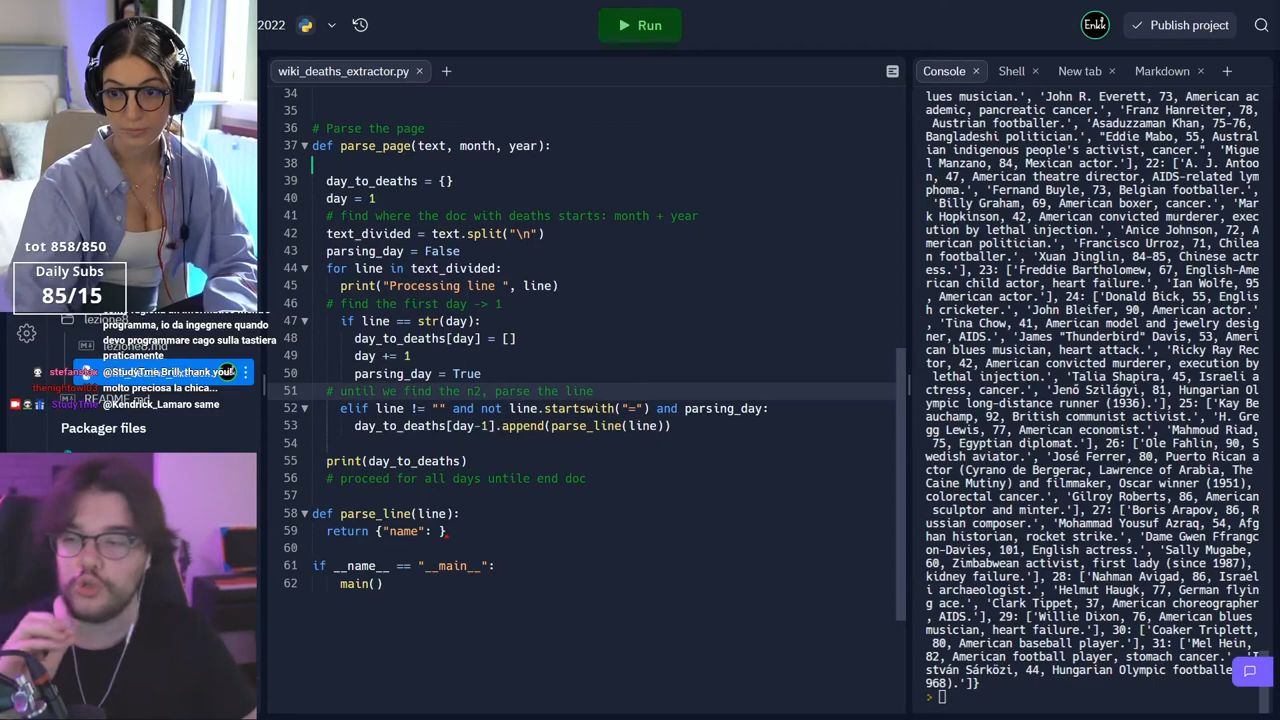 2022
Run
Enkk
Publish project
wiki_deaths_extractor.py
Console
Shell
New tab
Markdown
34
35
36 # Parse the page
37 def parse_page(text, month, year):
38
39 day_to_deaths = {}
40 day = 1
41 # find where the doc with deaths starts: month + year
42 text_divided = text.split("\n")
43 parsing_day = False
44 for line in text_divided:
45 print("Processing line ", line)
46 # find the first day -> 1
47 if line == str(day):
48 day_to_deaths[day] = []
49 day += 1
50 parsing_day = True
51 # until we find the n2, parse the line
52 elif line != "" and not line.startswith("=") and parsing_day:
53 day_to_deaths[day-1].append(parse_line(line))
54
55 print(day_to_deaths)
56 # proceed for all days untile end doc
57
58 def parse_line(line):
59 return {"name": }
60
61 if __name__ == "__main__":
62 main()
tot 858/850
Daily Subs
85/15
programma, io da ingegnere quando
devo programmare cago sulla tastiera
praticamente
@StudyTme Brill, thank you!
thenightowl03 molto preciosa la chica...
StudyTme @Kendrick_Lamaro same
lezione8
lezione8.md
README.md
Packager files
lues musician.', 'John R. Everett, 73, American ac
ademic, pancreatic cancer.', 'Franz Hanreiter, 78,
Austrian footballer.', 'Asaduzzaman Khan, 75-76,
Bangladeshi politician.', "Eddie Mabo, 55, Austral
ian indigenous people's activist, cancer.", 'Migue
l Manzano, 84, Mexican actor.'], 22: ['A. J. Antoo
n, 47, American theatre director, AIDS-related lym
phoma.', 'Fernand Buyle, 73, Belgian footballer.',
'Billy Graham, 69, American boxer, cancer.', 'Mar
k Hopkinson, 42, American convicted murderer, exec
ution by lethal injection.', 'Anice Johnson, 72, A
merican politician.', 'Francisco Urroz, 71, Chilea
n footballer.', 'Xuan Jinglin, 84-85, Chinese actr
ess.'], 23: ['Freddie Bartholomew, 67, English-Ame
rican child actor, heart failure.', 'Ian Wolfe, 95
, American actor.'], 24: ['Donald Bick, 55, Englis
h cricketer.', 'John Bleifer, 90, American actor.'
, 'Tina Chow, 41, American model and jewelry desig
ner, AIDS.', 'James "Thunderbird" Davis, 53, Ameri
can blues musician, heart attack.', 'Ricky Ray Rec
tor, 42, American convicted murderer, execution by
lethal injection.', 'Talia Shapira, 45, Israeli a
ctress, cancer.', 'Jenő Szilágyi, 81, Hungarian Ol
ympic long-distance runner (1936).'], 25: ['Kay Be
auchamp, 92, British communist activist.', 'H. Gre
gg Lewis, 77, American economist.', 'Mahmoud Riad,
75, Egyptian diplomat.'], 26: ['Ole Fahlin, 90, S
wedish aviator.', 'José Ferrer, 80, Puerto Rican a
ctor (Cyrano de Bergerac, Lawrence of Arabia, The
Caine Mutiny) and filmmaker, Oscar winner (1951),
colorectal cancer.', 'Gilroy Roberts, 86, American
sculptor and minter.'], 27: ['Boris Arapov, 86, R
ussian composer.', 'Mohammad Yousuf Azraq, 54, Afg
han historian, rocket strike.', 'Dame Gwen Ffrangc
on-Davies, 101, English actress.', 'Sally Mugabe,
60, Zimbabwean activist, first lady (since 1987),
kidney failure.'], 28: ['Nahman Avigad, 86, Israel
i archaeologist.', 'Helmut Haugk, 77, German flyin
g ace.', 'Clark Tippet, 37, American choreographer
, AIDS.'], 29: ['Willie Dixon, 76, American blues
musician, heart failure.'], 30: ['Coaker Triplett,
80, American baseball player.'], 31: ['Mel Hein,
82, American football player, stomach cancer.',
stván Sárközi, 44, Hungarian Olympic footballe
968).']}